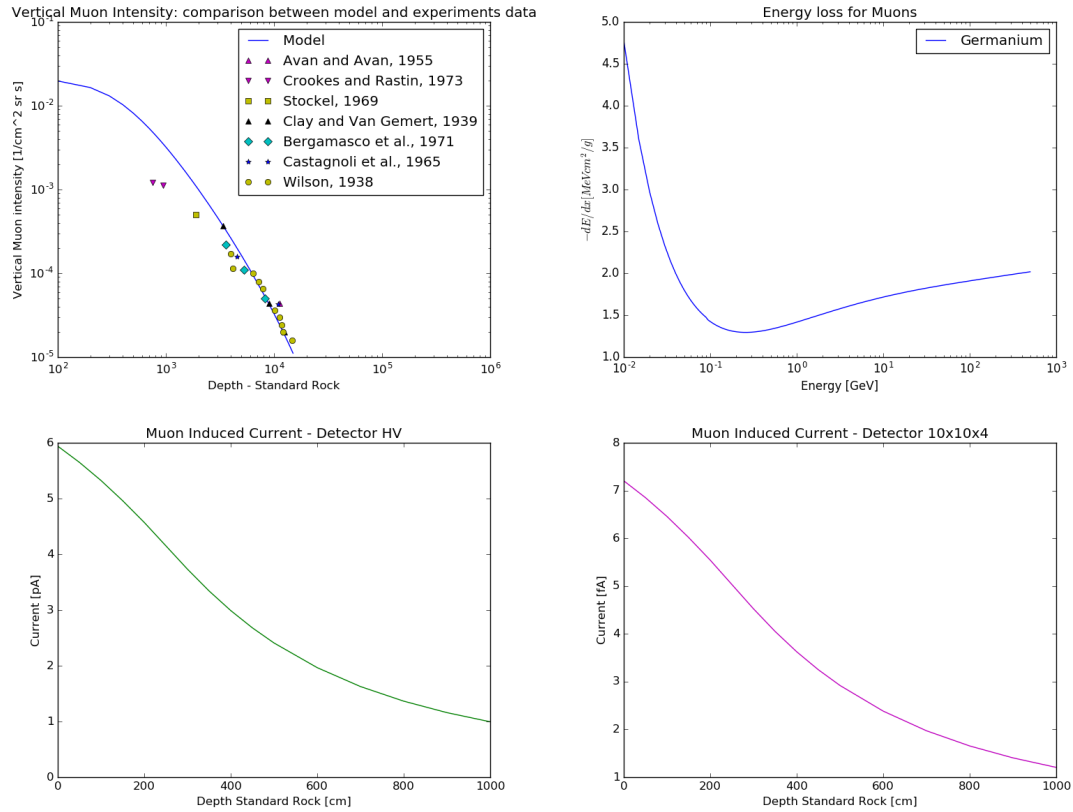 Vertical Muon Intensity: comparison between model and experiments data
Vertical Muon intensity [1/cm^2 sr s]
10^-1
10^-2
10^-3
10^-4
10^-5
Model
Avan and Avan, 1955
Crookes and Rastin, 1973
Stockel, 1969
Clay and Van Gemert, 1939
Bergamasco et al., 1971
Castagnoli et al., 1965
Wilson, 1938
10^2 10^3 10^4 10^5 10^6
Depth - Standard Rock
Energy loss for Muons
-dE/dx[MeVcm^2/g]
5.0
4.5
4.0
3.5
3.0
2.5
2.0
1.5
1.0
Germanium
10^-2 10^-1 10^0 10^1 10^2 10^3
Energy [GeV]
Muon Induced Current - Detector HV
Current [pA]
6
5
4
3
2
1
0
0 200 400 600 800 1000
Depth Standard Rock [cm]
Muon Induced Current - Detector 10x10x4
Current [fA]
8
7
6
5
4
3
2
1
0 200 400 600 800 1000
Depth Standard Rock [cm]